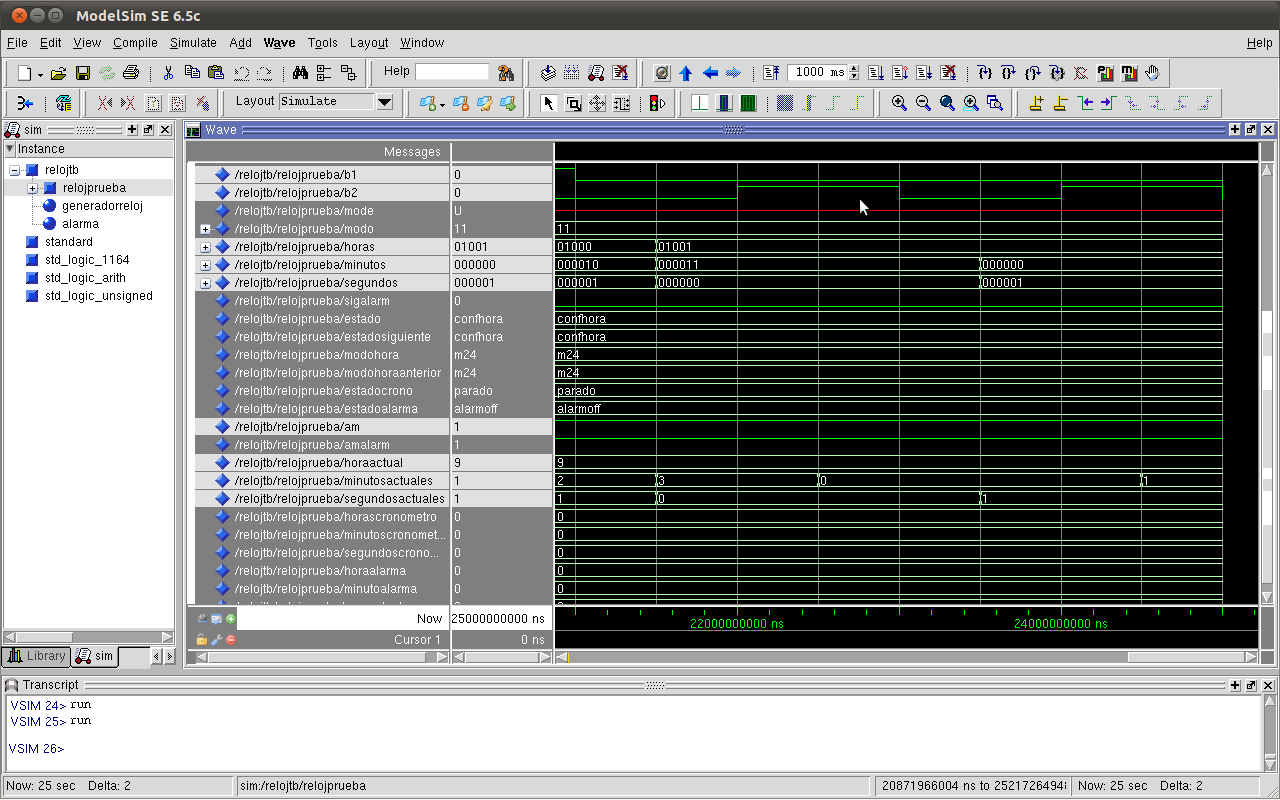 ModelSim SE 6.5c
File Edit View Compile Simulate Add Wave Tools Layout Window Help
Help 1000 ms
Layout Simulate
sim
Wave
Instance
Messages
relojtb
relojprueba
generadorreloj
alarma
standard
std_logic_1164
std_logic_arith
std_logic_unsigned
/relojtb/relojprueba/b1 0
/relojtb/relojprueba/b2 0
/relojtb/relojprueba/mode U
/relojtb/relojprueba/modo 11 11
/relojtb/relojprueba/horas 01001 01000 01001
/relojtb/relojprueba/minutos 000000 000010 000011 000000
/relojtb/relojprueba/segundos 000001 000001 000000 000001
/relojtb/relojprueba/sigalarm 0
/relojtb/relojprueba/estado confhora confhora
/relojtb/relojprueba/estadosiguiente confhora confhora
/relojtb/relojprueba/modohora m24 m24
/relojtb/relojprueba/modohoraanterior m24 m24
/relojtb/relojprueba/estadocrono parado parado
/relojtb/relojprueba/estadoalarma alarmoff alarmoff
/relojtb/relojprueba/am 1
/relojtb/relojprueba/amalarm 1
/relojtb/relojprueba/horaactual 9 9
/relojtb/relojprueba/minutosactuales 1 2 3 0 1
/relojtb/relojprueba/segundosactuales 1 1 0 1
/relojtb/relojprueba/horascronometro 0 0
/relojtb/relojprueba/minutoscronomet... 0 0
/relojtb/relojprueba/segundoscrono... 0 0
/relojtb/relojprueba/horaalarma 0 0
/relojtb/relojprueba/minutoalarma 0 0
Now 25000000000 ns 22000000000 ns 24000000000 ns
Cursor 1 0 ns
Library sim
Transcript
VSIM 24> run
VSIM 25> run
VSIM 26>
Now: 25 sec Delta: 2 sim:/relojtb/relojprueba 20871966004 ns to 2521726494 Now: 25 sec Delta: 2